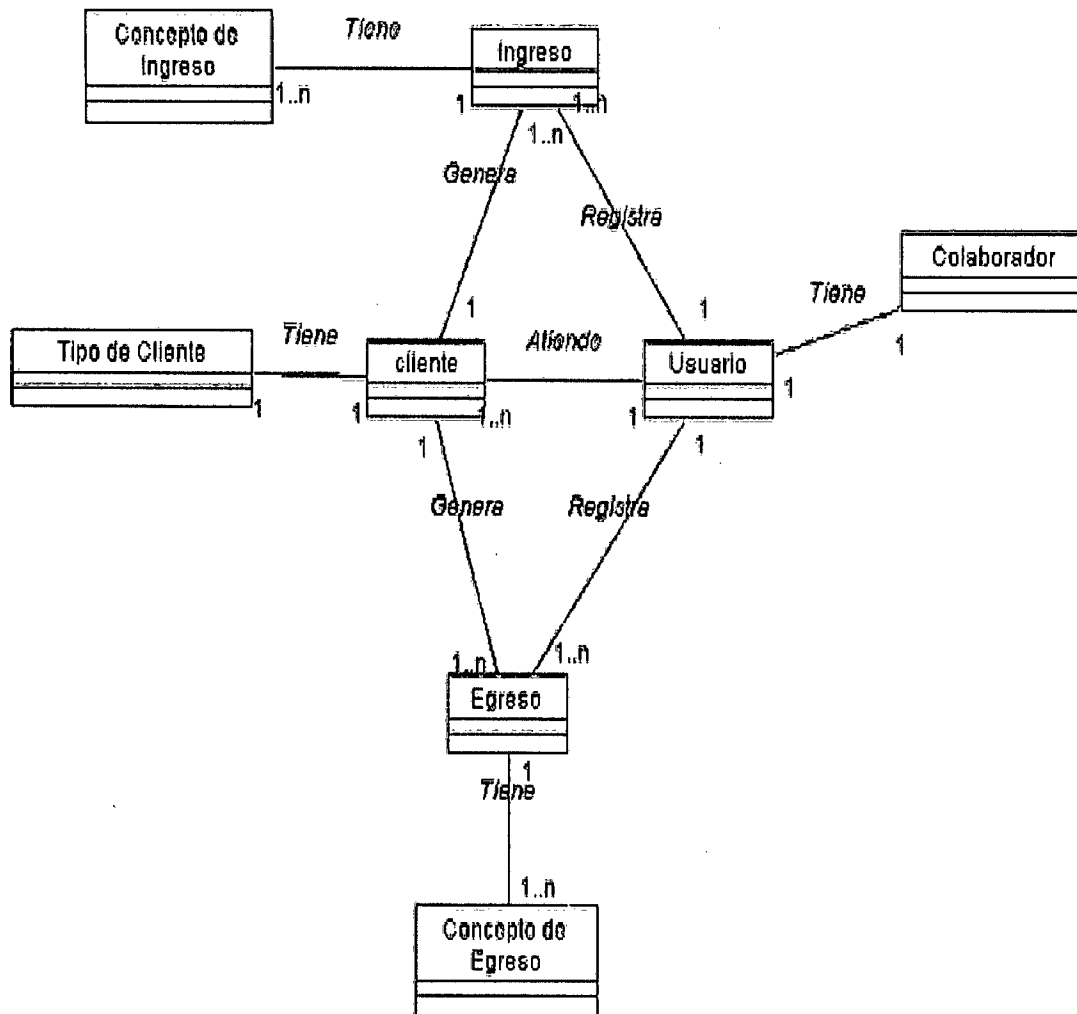 Concepto de
Ingreso
Tiene
Ingreso
1..n
1
1..n
1..n
Genera
Registra
Colaborador
Tiene
1
1
1
Tipo de Cliente
Tiene
cliente
Atiende
Usuario
1
1
1
1..n
1
1
1
Genera
Registra
1..n
1..n
Egreso
1
Tiene
1..n
Concepto de
Egreso